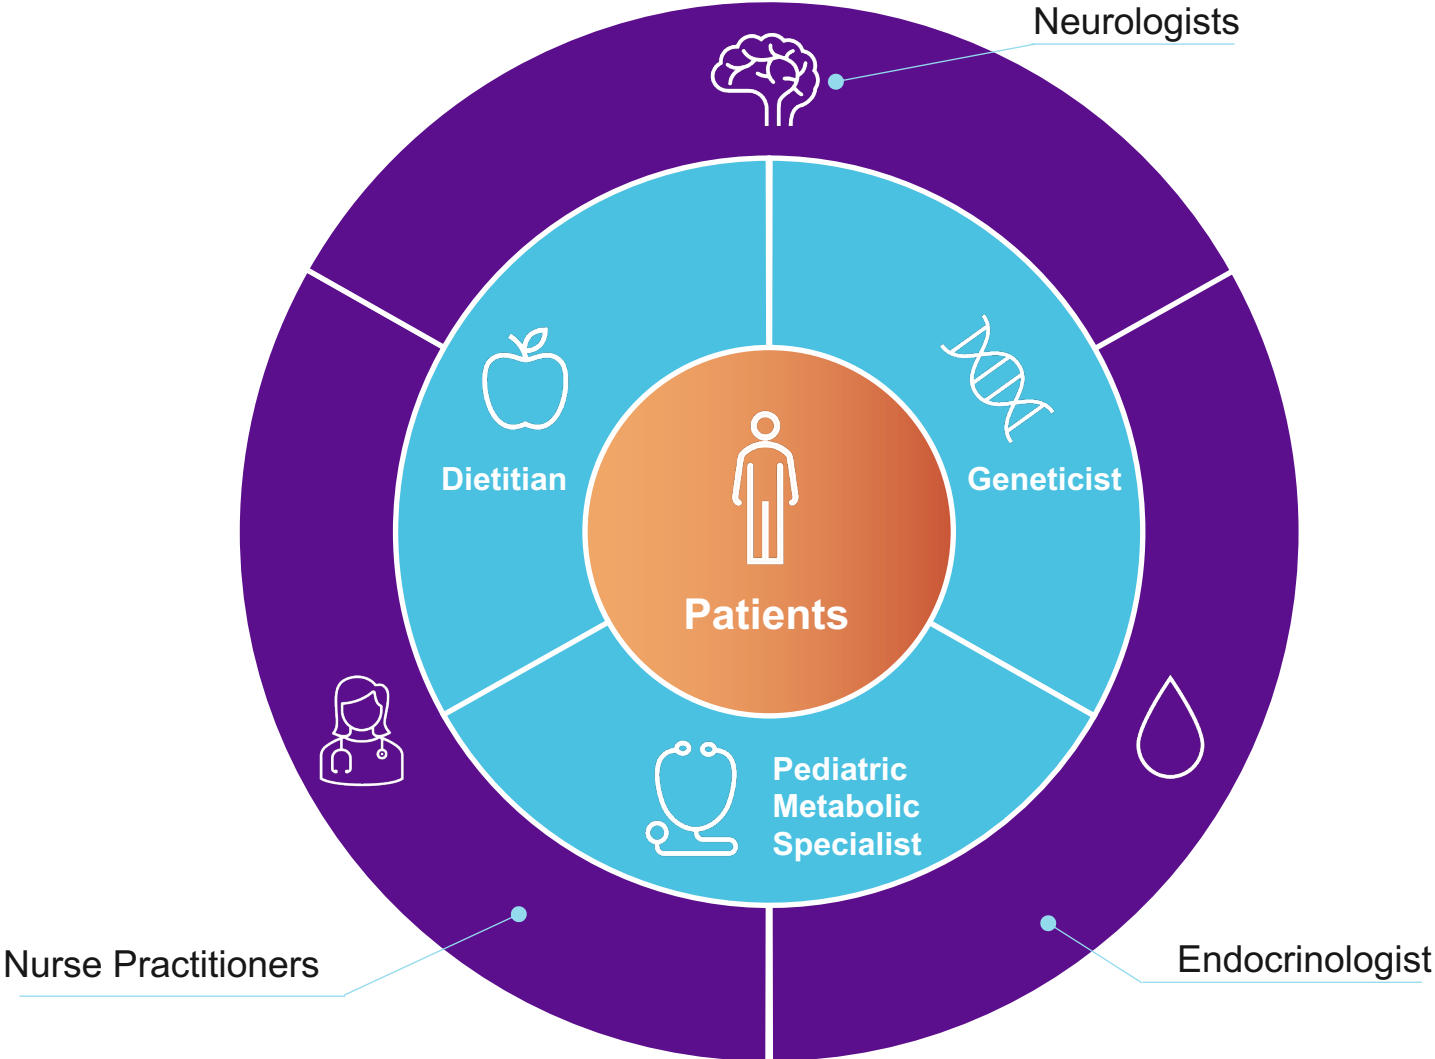 Neurologists
Dietitian
Geneticist
Patients
Pediatric
Metabolic
Specialist
Nurse Practitioners
Endocrinologist